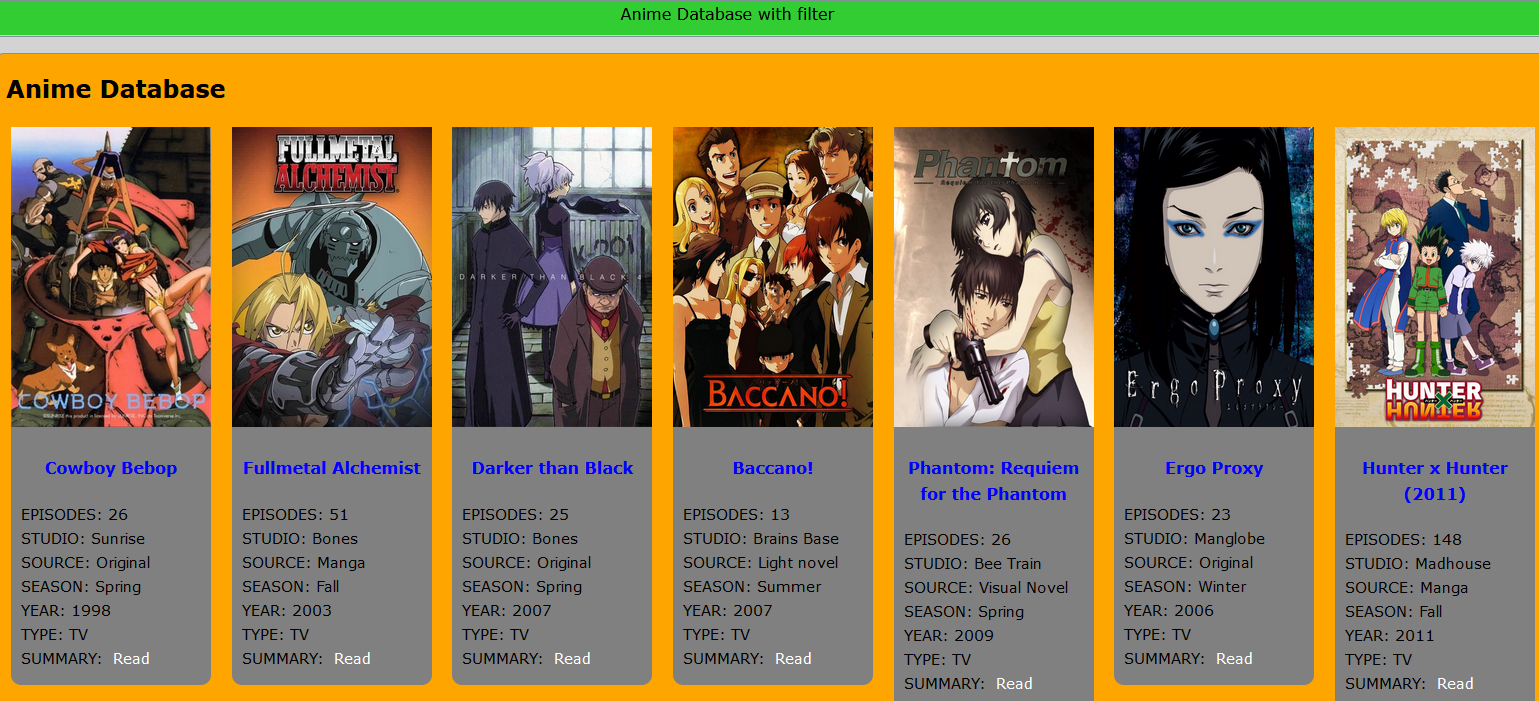 Anime Database with filter
Anime Database
FULLMETAL
ALCHEMIST
Phantom
DARKER THAN BLACK
Ergo Proxy
COWBOY BEBOP
BACCANO!
HUNTER
HUNTER
Cowboy Bebop
EPISODES: 26
STUDIO: Sunrise
SOURCE: Original
SEASON: Spring
YEAR: 1998
TYPE: TV
SUMMARY: Read
Fullmetal Alchemist
EPISODES: 51
STUDIO: Bones
SOURCE: Manga
SEASON: Fall
YEAR: 2003
TYPE: TV
SUMMARY: Read
Darker than Black
EPISODES: 25
STUDIO: Bones
SOURCE: Original
SEASON: Spring
YEAR: 2007
TYPE: TV
SUMMARY: Read
Baccano!
EPISODES: 13
STUDIO: Brains Base
SOURCE: Light novel
SEASON: Summer
YEAR: 2007
TYPE: TV
SUMMARY: Read
Phantom: Requiem
for the Phantom
EPISODES: 26
STUDIO: Bee Train
SOURCE: Visual Novel
SEASON: Spring
YEAR: 2009
TYPE: TV
SUMMARY: Read
Ergo Proxy
EPISODES: 23
STUDIO: Manglobe
SOURCE: Original
SEASON: Winter
YEAR: 2006
TYPE: TV
SUMMARY: Read
Hunter x Hunter
(2011)
EPISODES: 148
STUDIO: Madhouse
SOURCE: Manga
SEASON: Fall
YEAR: 2011
TYPE: TV
SUMMARY: Read